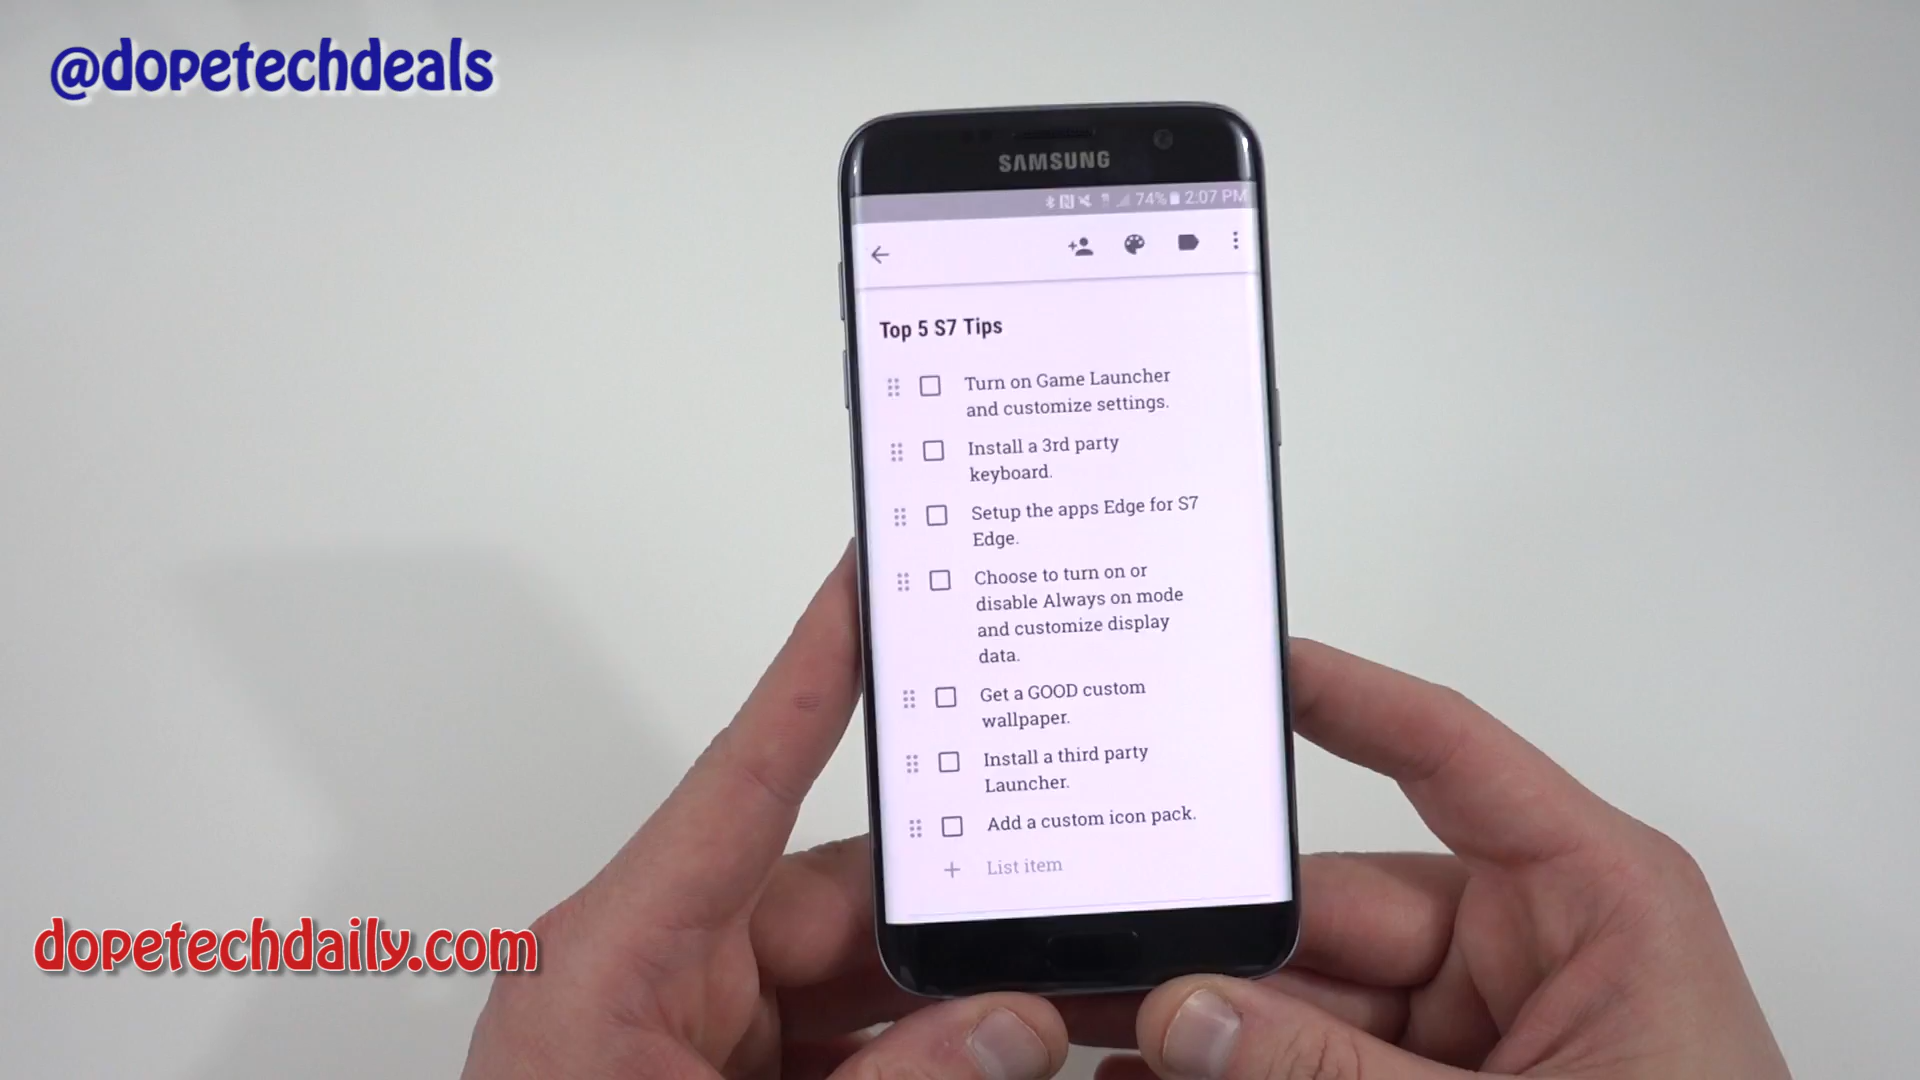 @dopetechdeals
SAMSUNG
74% 2:07 PM
Top 5 S7 Tips
Turn on Game Launcher
and customize settings.
Install a 3rd party
keyboard.
Setup the apps Edge for S7
Edge.
Choose to turn on or
disable Always on mode
and customize display
data.
Get a GOOD custom
wallpaper.
Install a third party
Launcher.
Add a custom icon pack.
+ List item
dopetechdaily.com